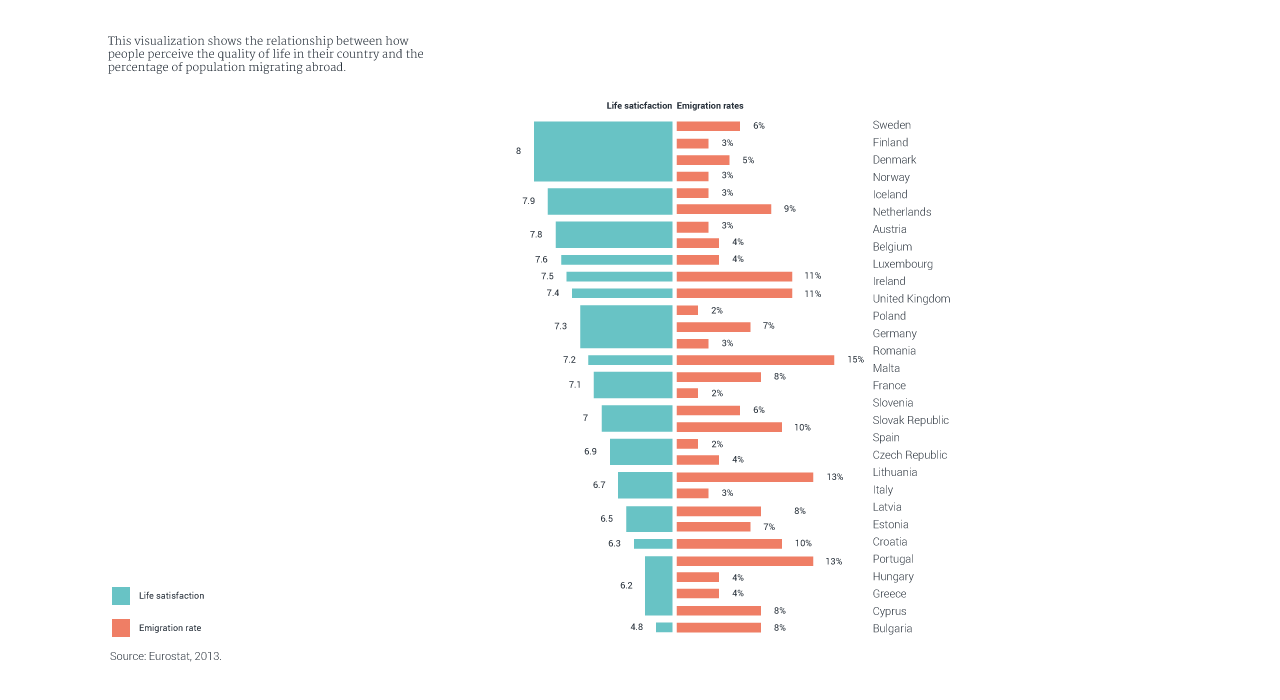 This visualization shows the relationship between how
people perceive the quality of life in their country and the
percentage of population migrating abroad.
Life saticfaction Emigration rates
8 6% Sweden
3% Finland
5% Denmark
3% Norway
7.9 3% Iceland
9% Netherlands
7.8 3% Austria
4% Belgium
7.6 4% Luxembourg
7.5 11% Ireland
7.4 11% United Kingdom
7.3 2% Poland
7% Germany
3% Romania
7.2 15% Malta
7.1 8% France
2% Slovenia
7 6% Slovak Republic
10% Spain
6.9 2% Czech Republic
4% Lithuania
6.7 13% Italy
3% Latvia
6.5 8% Estonia
7% Croatia
6.3 10% Portugal
6.2 13% Hungary
4% Greece
4% Cyprus
8% Bulgaria
4.8 8%
Life satisfaction
Emigration rate
Source: Eurostat, 2013.